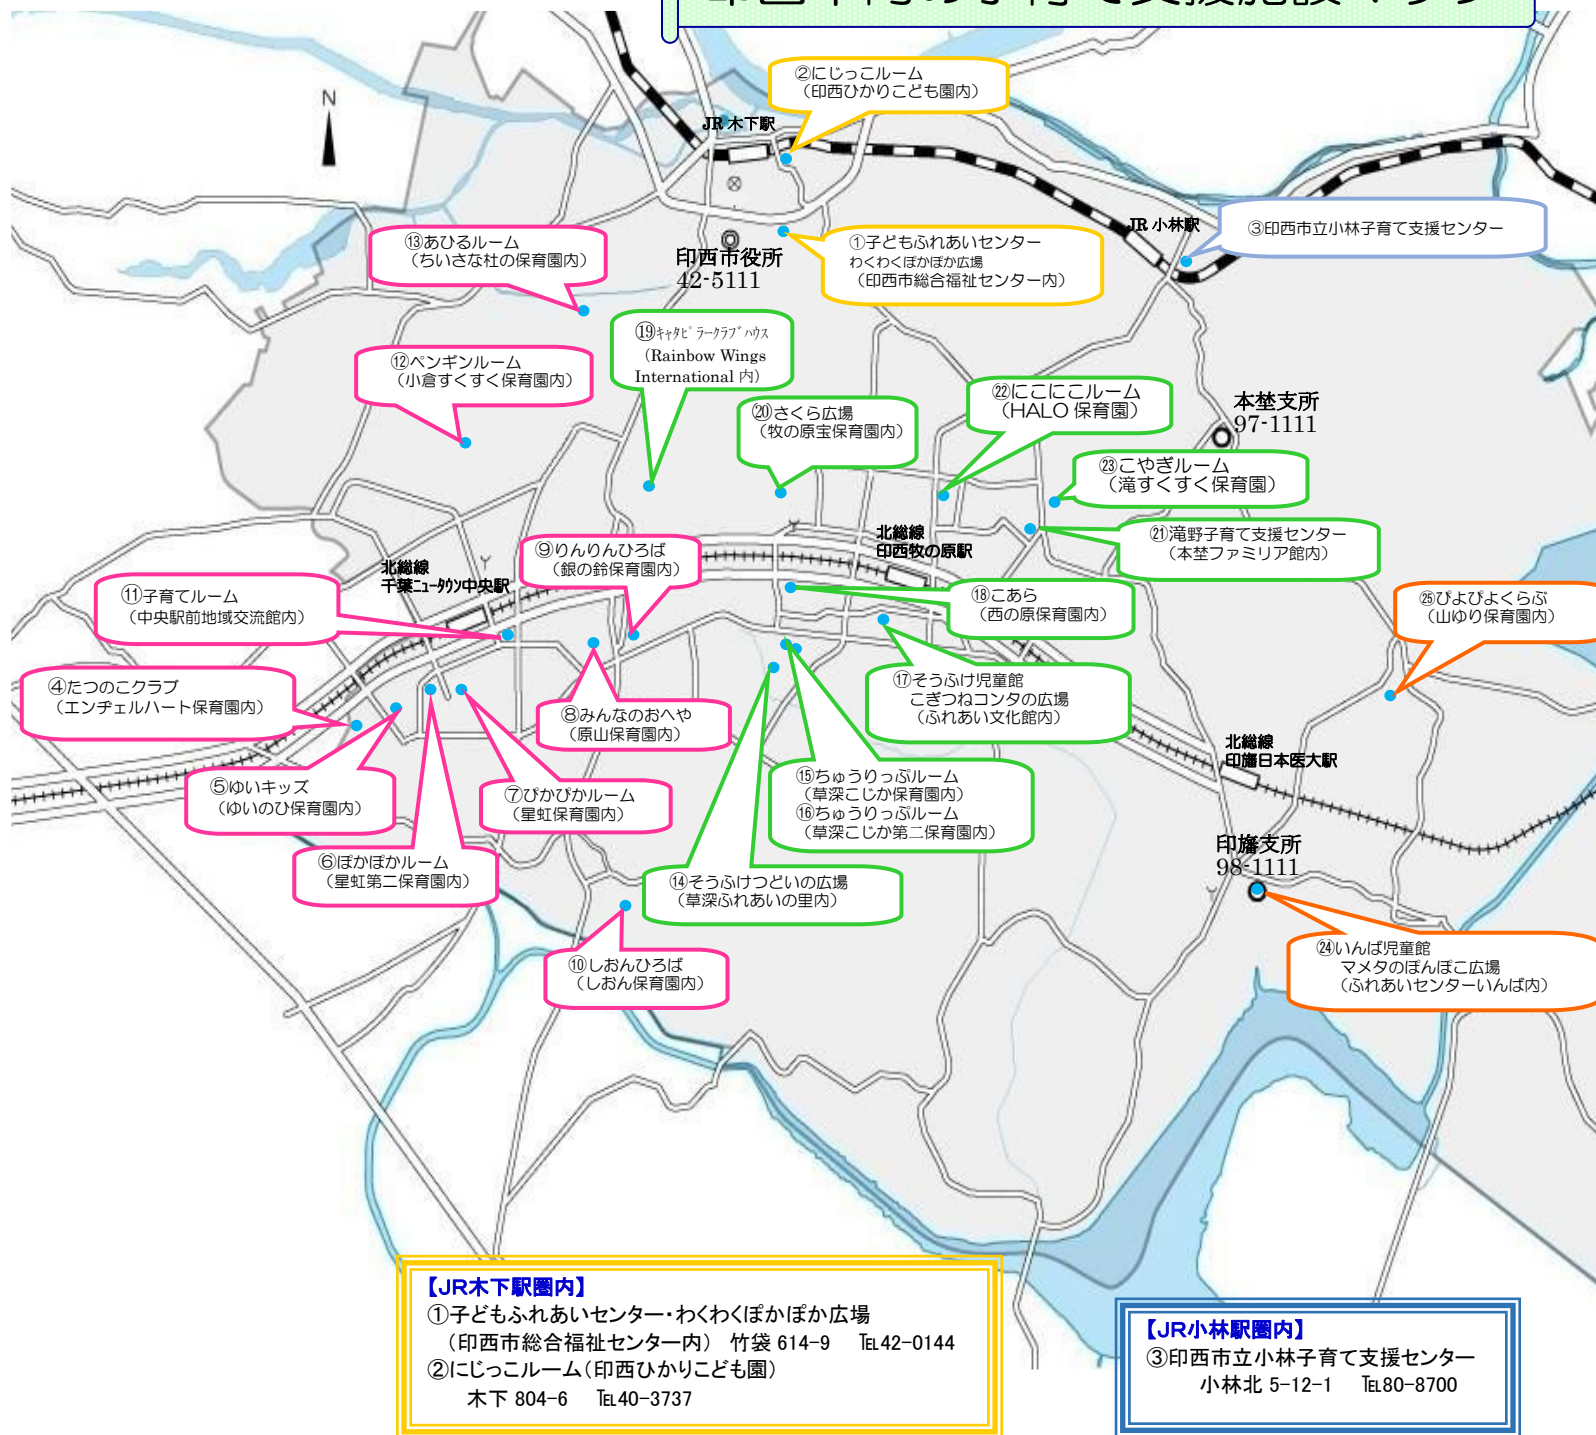 N
②にじっこルーム
（印西ひかりこども園内）
JR 木下駅
JR 小林駅
③印西市立小林子育て支援センター
⑬あひるルーム
（ちいさな杜の保育園内）
印西市役所
42-5111
①子どもふれあいセンター
わくわくぽかぽか広場
（印西市総合福祉センター内）
⑲ｷｬﾀﾋﾟﾗｰｸﾗﾌﾞﾊｳｽ
（Rainbow Wings
International 内）
⑫ペンギンルーム
（小倉すくすく保育園内）
⑳さくら広場
（牧の原宝保育園内）
㉒にこにこルーム
（HALO 保育園）
本埜支所
97-1111
㉓こやぎルーム
（滝すくすく保育園）
㉑滝野子育て支援センター
（本埜ファミリア館内）
北総線
印西牧の原駅
⑨りんりんひろば
（銀の鈴保育園内）
北総線
千葉ﾆｭｰﾀｳﾝ中央駅
⑪子育てルーム
（中央駅前地域交流館内）
⑱こあら
（西の原保育園内）
㉕ぴよぴよくらぶ
（山ゆり保育園内）
④たつのこクラブ
（エンヂェルハート保育園内）
⑧みんなのおへや
（原山保育園内）
⑰そうふけ児童館
こぎつねコンタの広場
（ふれあい文化館内）
北総線
印旛日本医大駅
⑤ゆいキッズ
（ゆいのひ保育園内）
⑦ぴかぴかルーム
（星虹保育園内）
⑮ちゅうりっぷルーム
（草深こじか保育園内）
⑯ちゅうりっぷルーム
（草深こじか第二保育園内）
⑥ぽかぽかルーム
（星虹第二保育園内）
⑭そうふけつどいの広場
（草深ふれあいの里内）
印旛支所
98-1111
⑩しおんひろば
（しおん保育園内）
㉔いんば児童館
マメタのぽんぽこ広場
（ふれあいセンターいんば内）
【JR木下駅圏内】
①子どもふれあいセンター・わくわくぽかぽか広場
（印西市総合福祉センター内） 竹袋 614-9 ℡42-0144
②にじっこルーム（印西ひかりこども園）
木下 804-6 ℡40-3737
【JR小林駅圏内】
③印西市立小林子育て支援センター
小林北 5-12-1 ℡80-8700